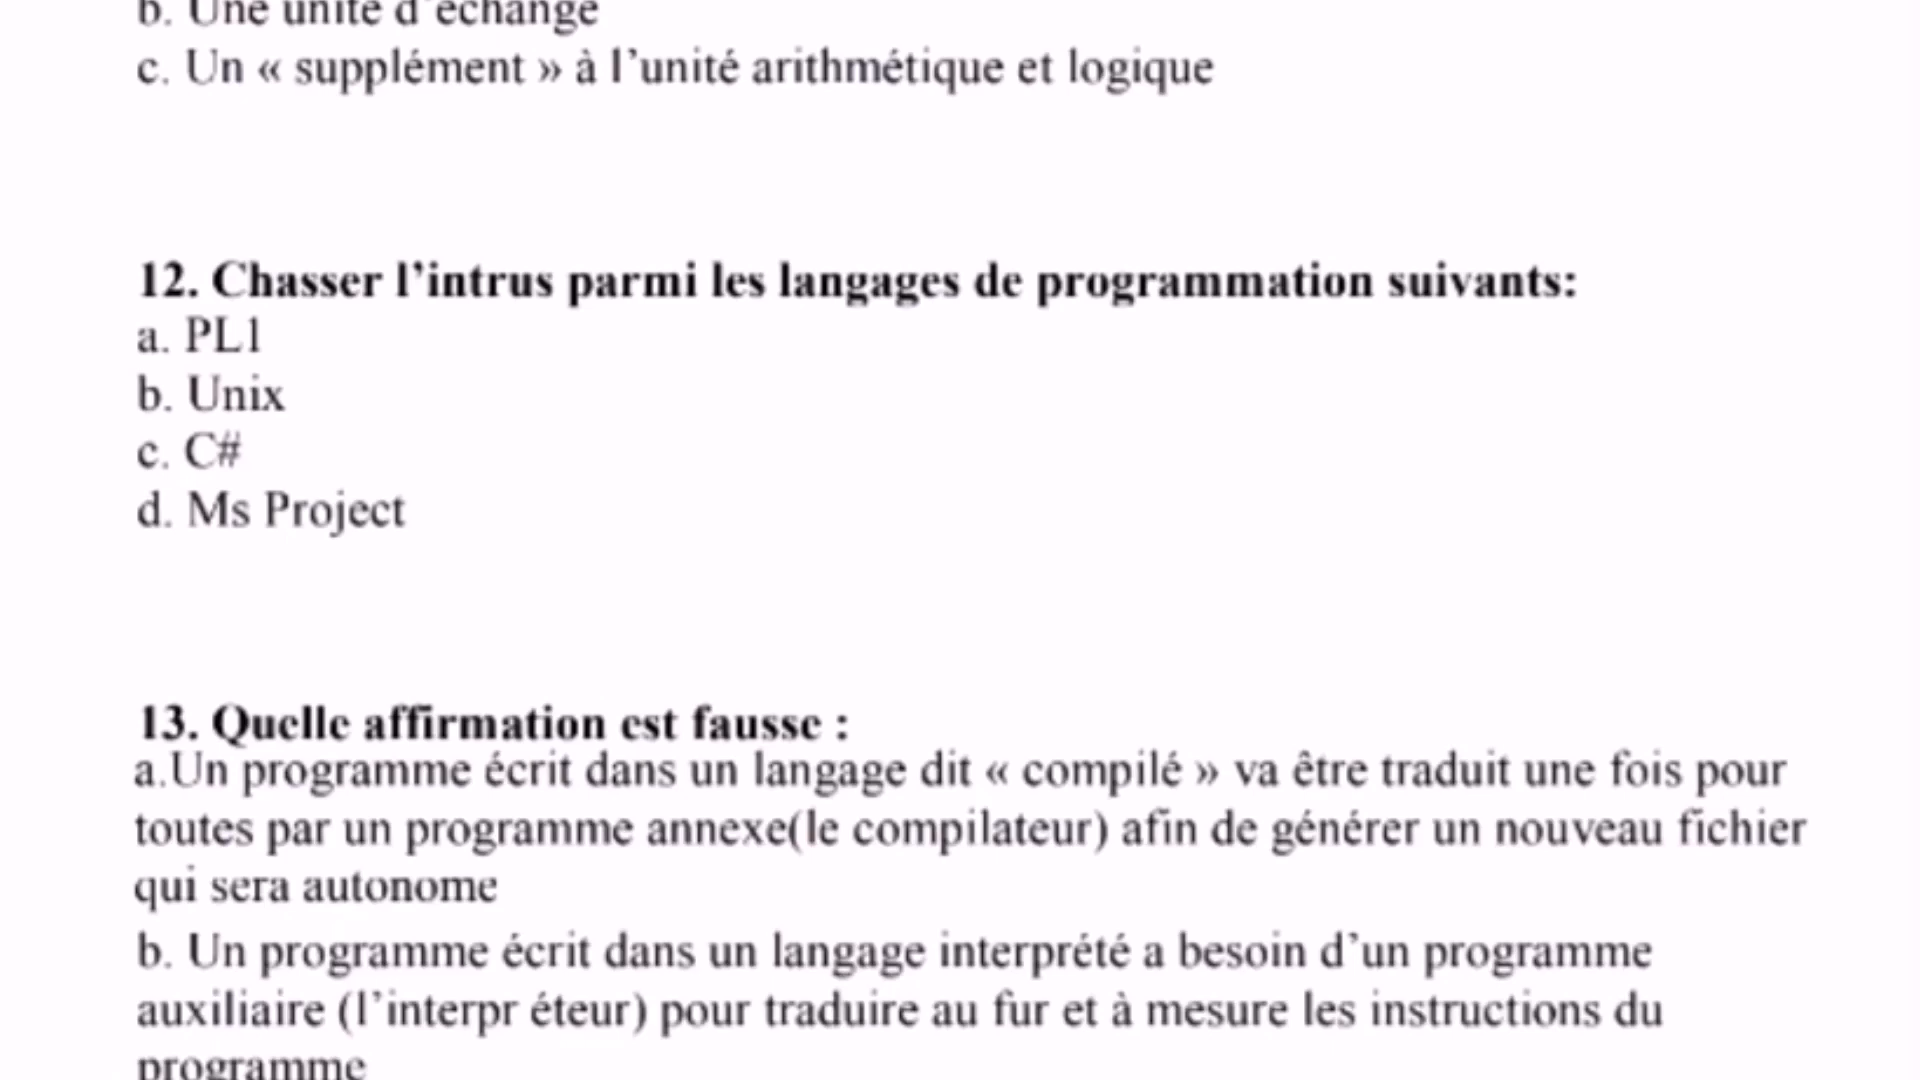 b. Une unité d'échange
c. Un « supplément » à l'unité arithmétique et logique
12. Chasser l'intrus parmi les langages de programmation suivants:
a. PL1
b. Unix
c. C#
d. Ms Project
13. Quelle affirmation est fausse :
a.Un programme écrit dans un langage dit « compilé » va être traduit une fois pour
toutes par un programme annexe(le compilateur) afin de générer un nouveau fichier
qui sera autonome
b. Un programme écrit dans un langage interprété a besoin d'un programme
auxiliaire (l'interpr éteur) pour traduire au fur et à mesure les instructions du
programme